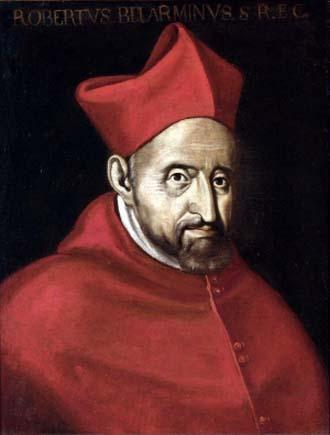 ROBERTVS BELARMINVS. S R. E C.